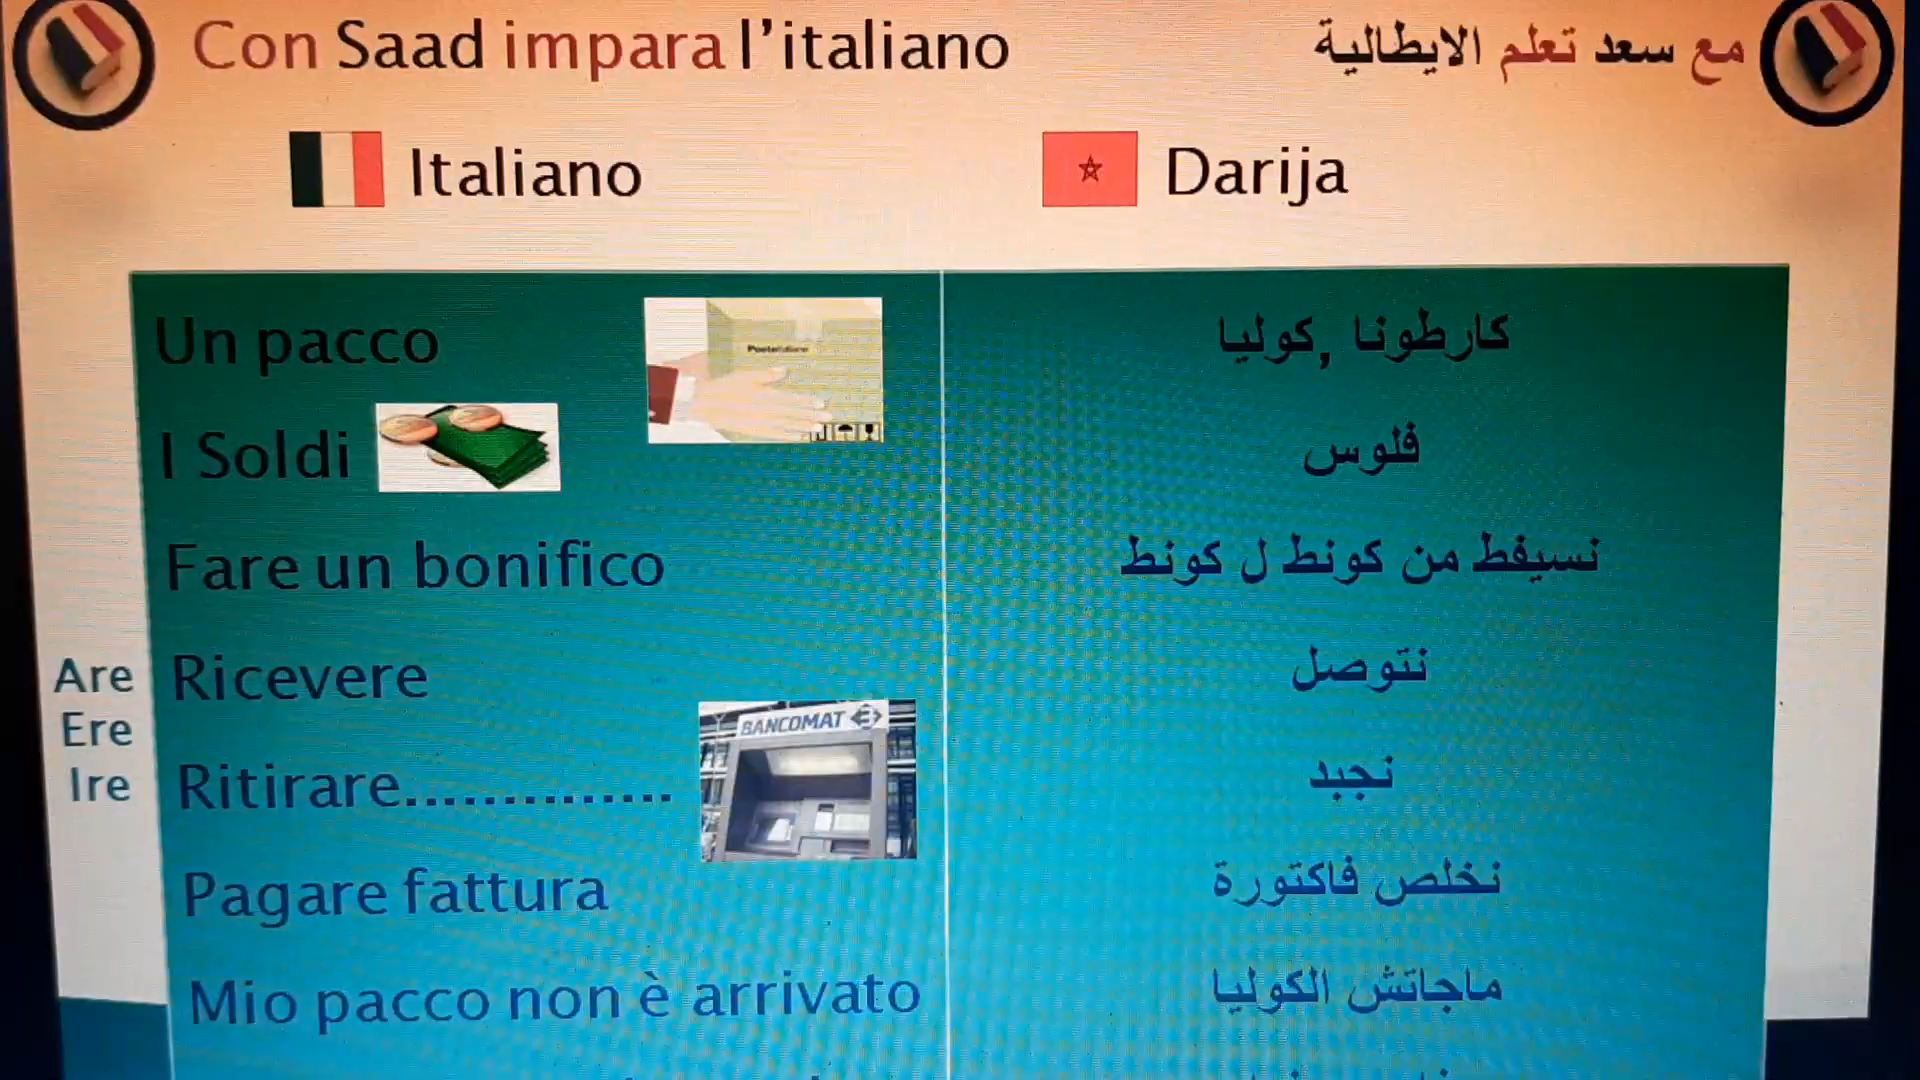 Con Saad impara l'italiano
مع سعد تعلم الايطالية
Italiano
Darija
Un pacco
كارطونا ,كوليا
I Soldi
فلوس
Fare un bonifico
نسيفط من كونط ل كونط
Are
Ricevere
نتوصل
Ere
BANCOMAT
Ire
Ritirare..............
نجبد
Pagare fattura
نخلص فاكتورة
Mio pacco non è arrivato
ماجاتش الكوليا